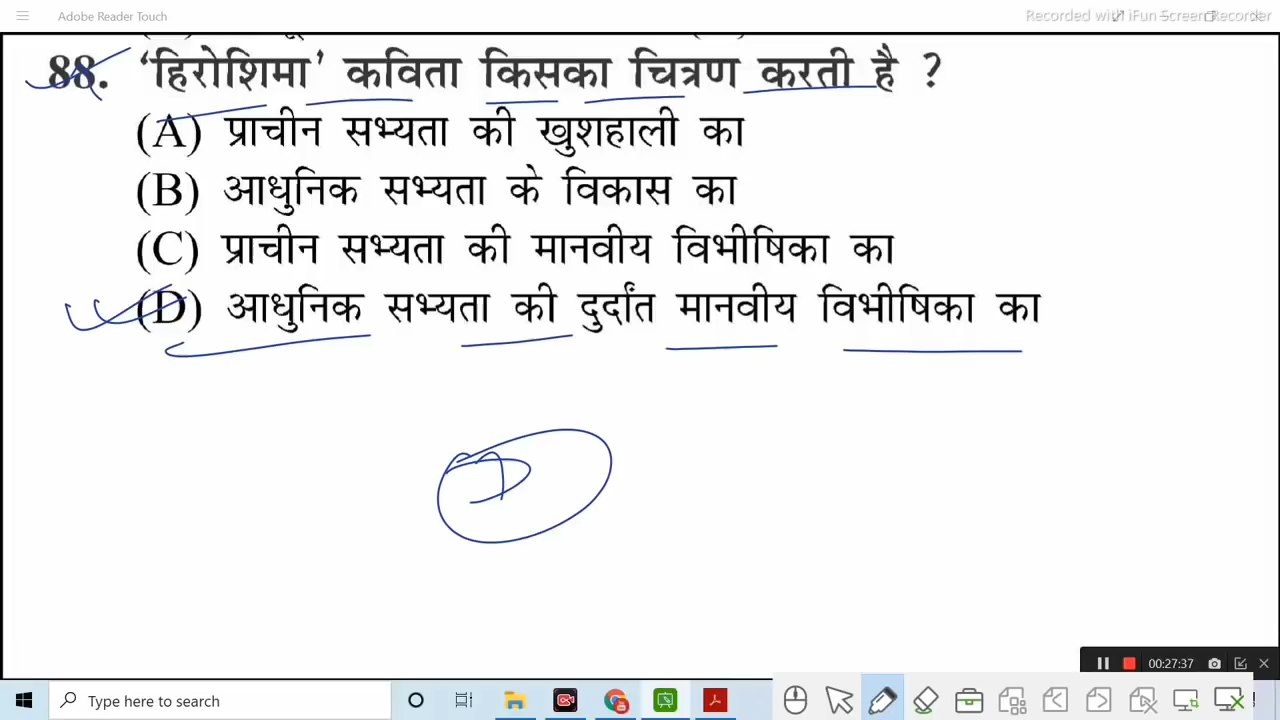 Adobe Reader Touch
Recorded with iFun Screen Recorder
88. 'हिरोशिमा' कविता किसका चित्रण करती है ?
(A) प्राचीन सभ्यता की खुशहाली का
(B) आधुनिक सभ्यता के विकास का
(C) प्राचीन सभ्यता की मानवीय विभीषिका का
(D) आधुनिक सभ्यता की दुर्दांत मानवीय विभीषिका का
D
00:27:37
Type here to search